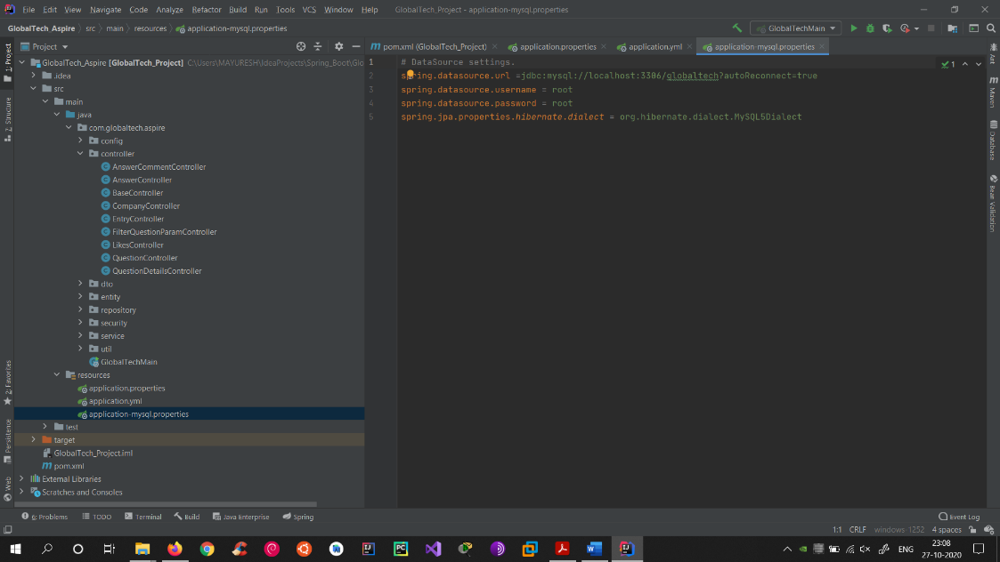 File Edit View Navigate Code Analyze Refactor Build Run Tools VCS Window Help GlobalTech_Project - application-mysql.properties
GlobalTech_Aspire src main resources application-mysql.properties GlobalTechMain
Project pom.xml (GlobalTech_Project) application.properties application.yml application-mysql.properties
GlobalTech_Aspire [GlobalTech_Project] C:\Users\MAYURESH\IdeaProjects\Spring_Boot\Glo
.idea
src
main
java
com.globaltech.aspire
config
controller
AnswerCommentController
AnswerController
BaseController
CompanyController
EntryController
FilterQuestionParamController
LikesController
QuestionController
QuestionDetailsController
dto
entity
repository
security
service
util
GlobalTechMain
resources
application.properties
application.yml
application-mysql.properties
test
target
GlobalTech_Project.iml
pom.xml
External Libraries
Scratches and Consoles
1 # DataSource settings. 1
2 spring.datasource.url =jdbc:mysql://localhost:3306/globaltech?autoReconnect=true
3 spring.datasource.username = root
4 spring.datasource.password = root
5 spring.jpa.properties.hibernate.dialect = org.hibernate.dialect.MySQL5Dialect
1: Project
7: Structure
2: Favorites
Persistence
Web
Ant
Maven
Database
Bean Validation
6: Problems TODO Terminal Build Java Enterprise Spring Event Log
1:1 CRLF windows-1252 4 spaces
ENG 23:08
27-10-2020